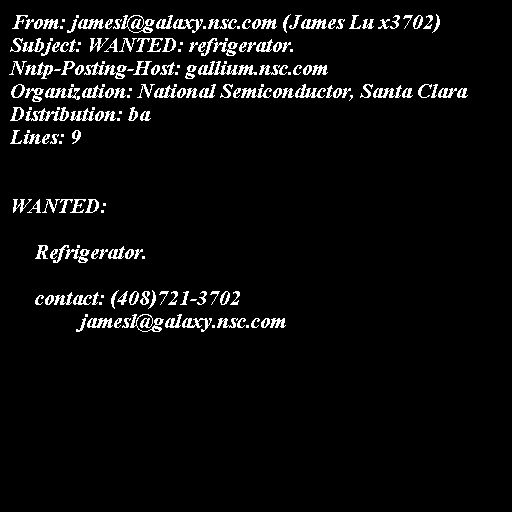 From: jamesl@galaxy.nsc.com (James Lu x3702)
Subject: WANTED: refrigerator.
Nntp-Posting-Host: gallium.nsc.com
Organization: National Semiconductor, Santa Clara
Distribution: ba
Lines: 9
WANTED:
Refrigerator.
contact: (408)721-3702
jamesl@galaxy.nsc.com